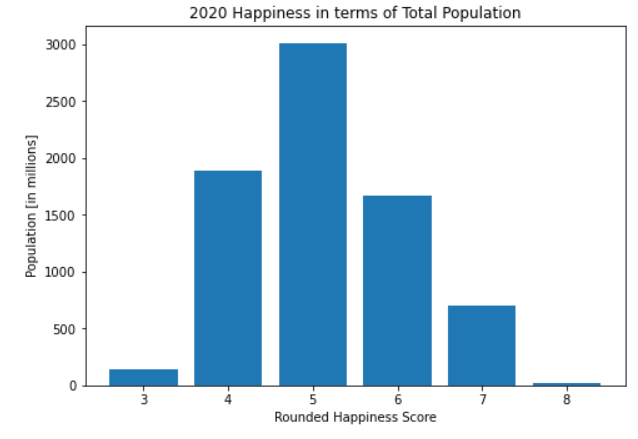 2020 Happiness in terms of Total Population
Population [in millions]
3000
2500
2000
1500
1000
500
0
3 4 5 6 7 8
Rounded Happiness Score